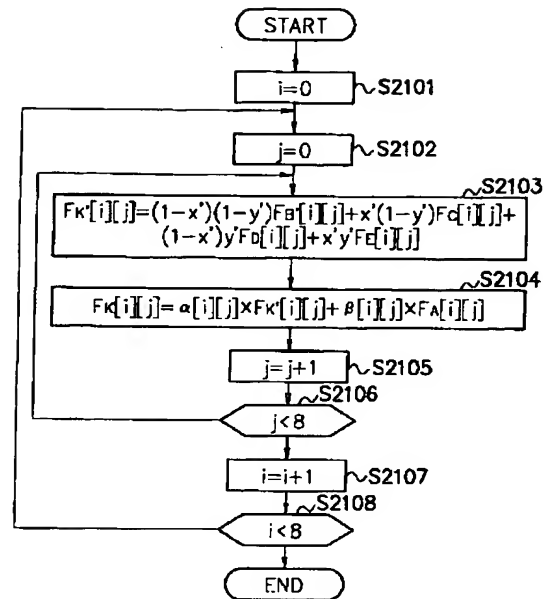 START
i=0 S2101
j=0 S2102
S2103
FK'[i][j]=(1-x')(1-y')FB'[i][j]+x'(1-y')FC[i][j]+
(1-x')y'FD[i][j]+x'y'FE[i][j]
S2104
FK[i][j]=α[i][j]×FK'[i][j]+β[i][j]×FA[i][j]
j=j+1 S2105
S2106
j<8
i=i+1 S2107
S2108
i<8
END